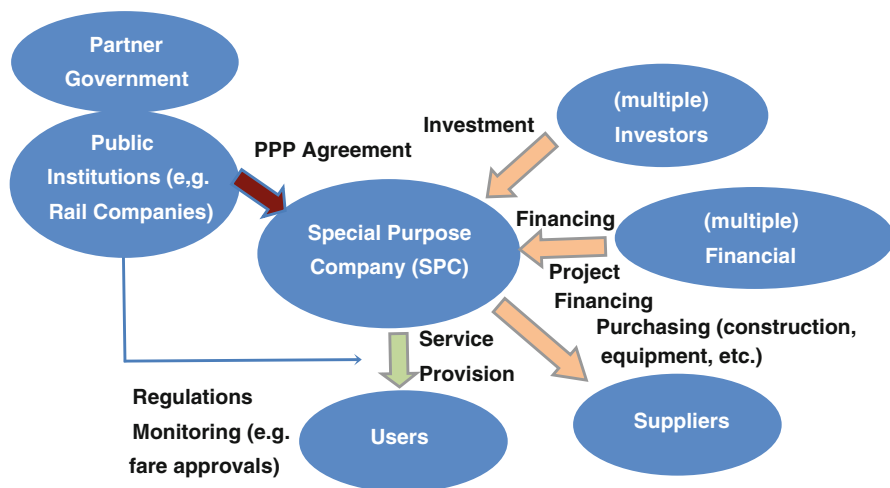 Partner
Government
Public
Institutions (e,g.
Rail Companies)
PPP Agreement
Investment
(multiple)
Investors
Special Purpose
Company (SPC)
Financing
Project
Financing
(multiple)
Financial
Purchasing (construction,
equipment, etc.)
Service
Provision
Regulations
Monitoring (e.g.
fare approvals)
Users
Suppliers